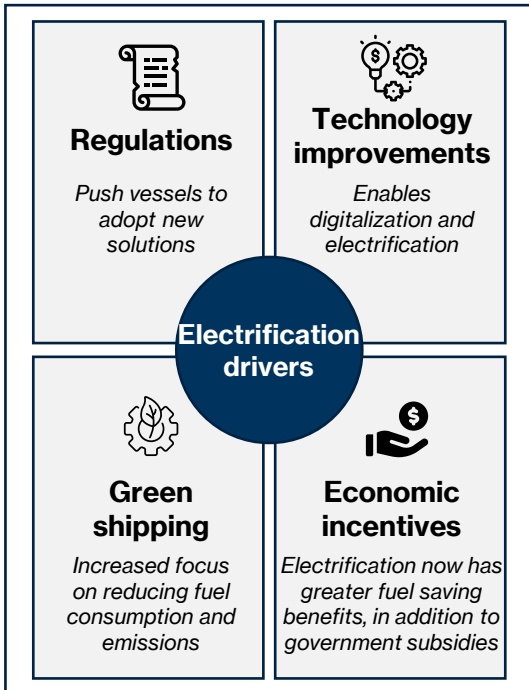 Regulations
Push vessels to
adopt new
solutions
Technology
improvements
Enables
digitalization and
electrification
Electrification
drivers
Green
shipping
Increased focus
on reducing fuel
consumption and
emissions
Economic
incentives
Electrification now has
greater fuel saving
benefits, in addition to
government subsidies